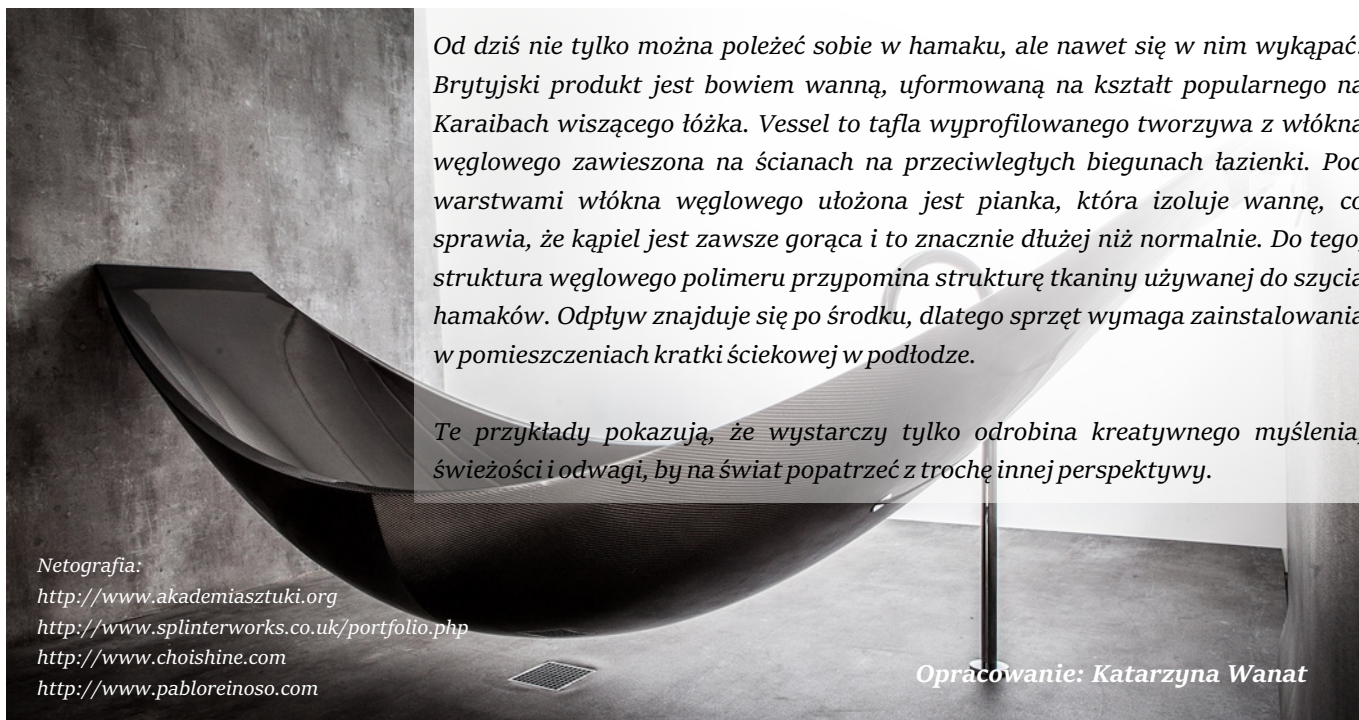 Od dziś nie tylko można poleżeć sobie w hamaku, ale nawet się w nim wykąpać.
Brytyjski produkt jest bowiem wanną, uformowaną na kształt popularnego na
Karaibach wiszącego łóżka. Vessel to tafla wyprofilowanego tworzywa z włókna
węglowego zawieszona na ścianach na przeciwległych biegunach łazienki. Pod
warstwami włókna węglowego ułożona jest pianka, która izoluje wannę, co
sprawia, że kąpiel jest zawsze gorąca i to znacznie dłużej niż normalnie. Do tego,
struktura węglowego polimeru przypomina strukturę tkaniny używanej do szycia
hamaków. Odpływ znajduje się po środku, dlatego sprzęt wymaga zainstalowania
w pomieszczeniach kratki ściekowej w podłodze.
Te przykłady pokazują, że wystarczy tylko odrobina kreatywnego myślenia,
świeżości i odwagi, by na świat popatrzeć z trochę innej perspektywy.
Netografia:
http://www.akademiasztuki.org
http://www.splinterworks.co.uk/portfolio.php
http://www.choishine.com
http://www.pabloreinoso.com
Opracowanie: Katarzyna Wanat